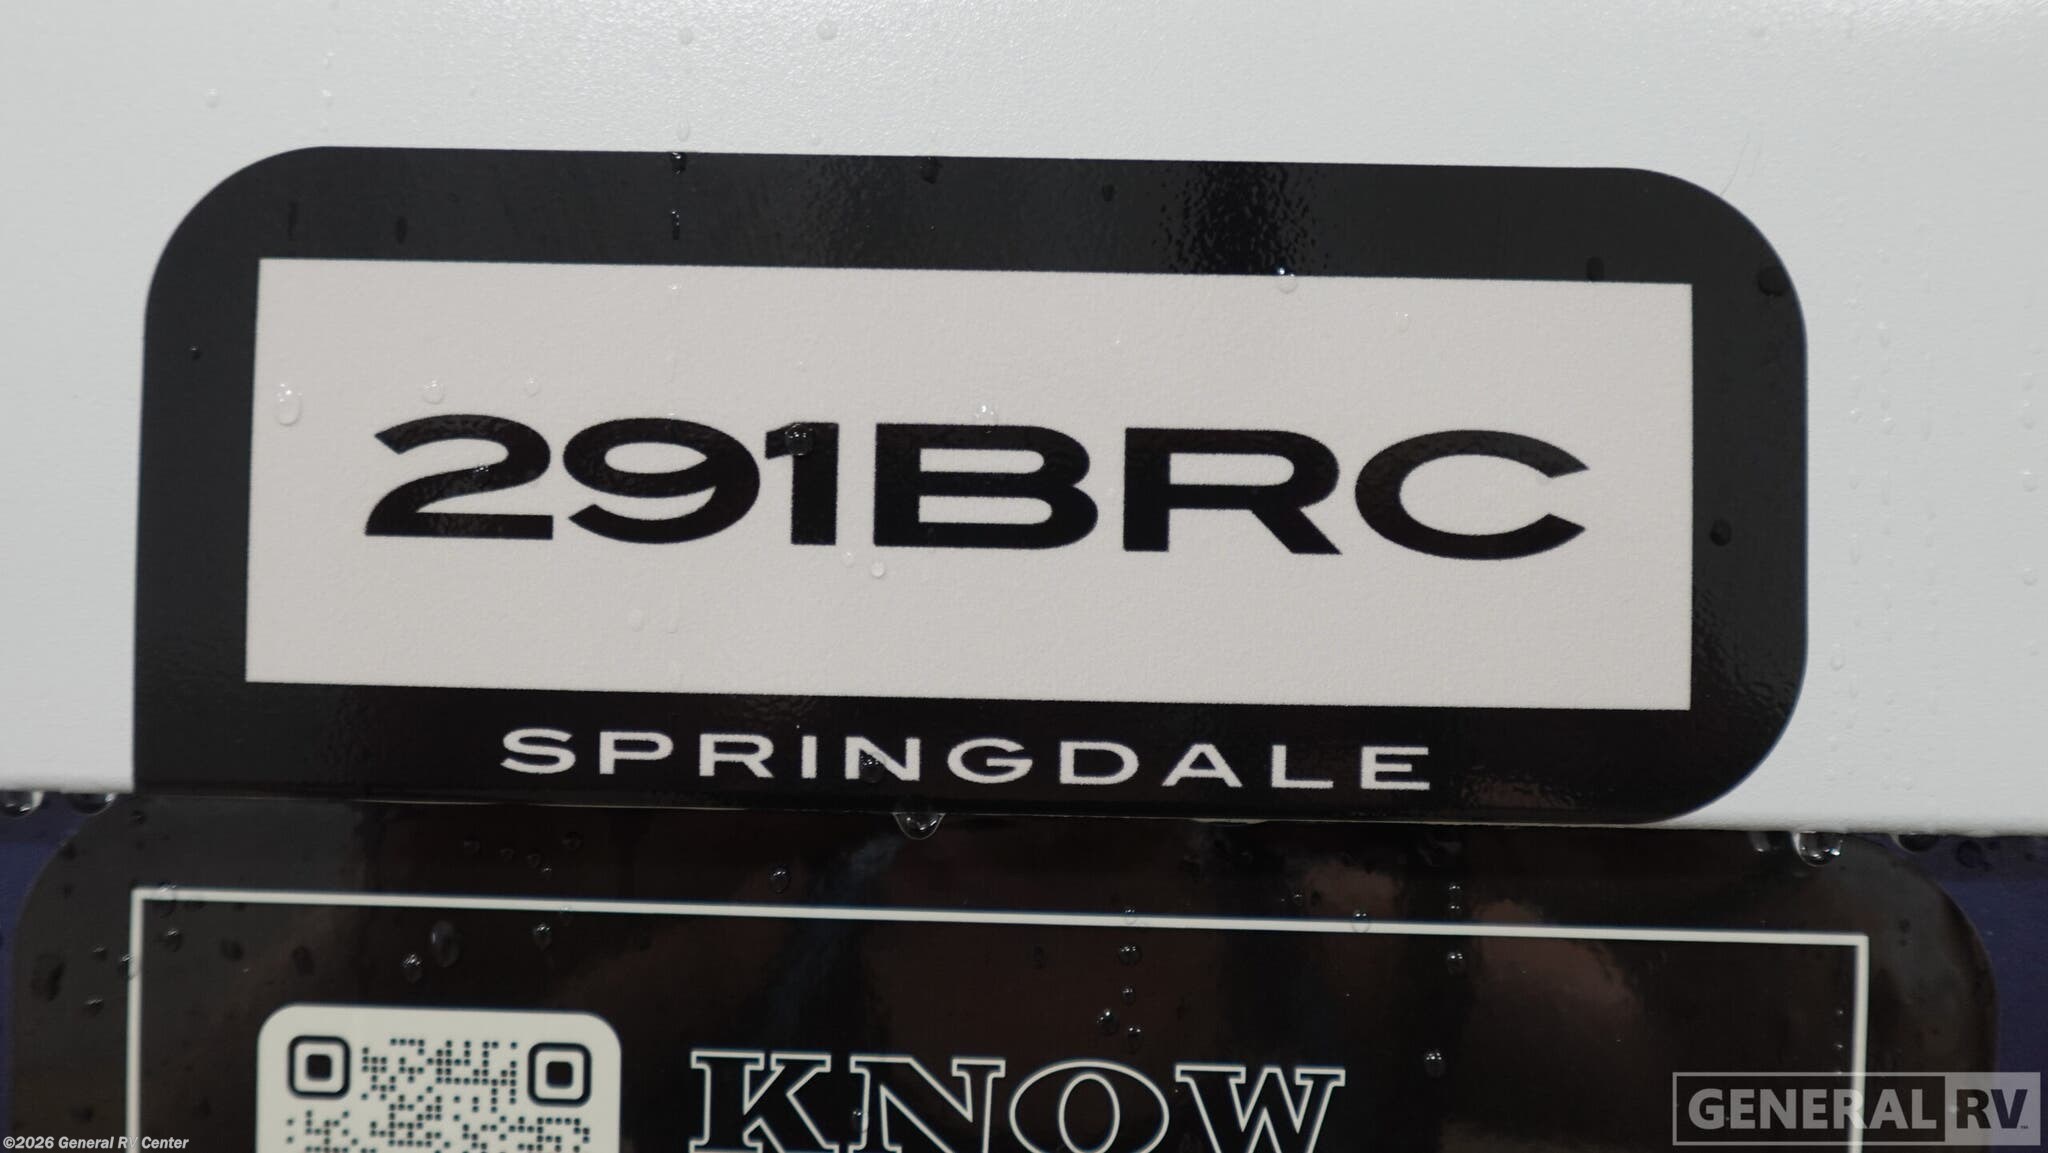 291BRC
SPRINGDALE
KNOW
GENERAL RV
©2026 General RV Center